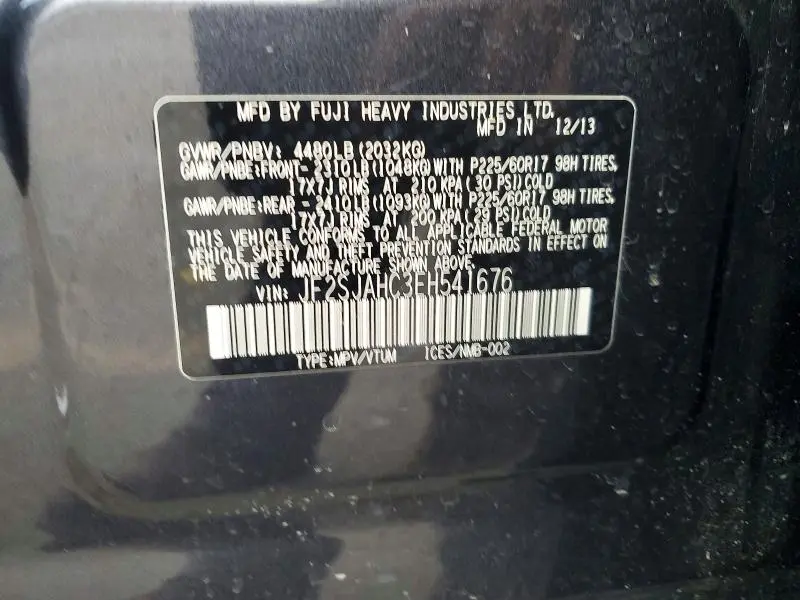 MFD BY FUJI HEAVY INDUSTRIES LTD.
MFD IN 12/13
GVWR/PNBV: 4480LB(2032KG)
GAWR/PNBE:FRONT- 2310LB(1048KG)WITH P225/60R17 98H TIRES,
17X7J RIMS AT 210 KPA(30 PSI)COLD
GAWR/PNBE:REAR- 2410LB(1093KG)WITH P225/60R17 98H TIRES,
17X7J RIMS AT 200 KPA(29 PSI)COLD
THIS VEHICLE CONFORMS TO ALL APPLICABLE FEDERAL MOTOR
VEHICLE SAFETY AND THEFT PREVENTION STANDARDS IN EFFECT ON
THE DATE OF MANUFACTURE SHOWN ABOVE.
VIN: JF2SJAHC3EH541676
TYPE:MPV/VTUM ICES/NMB-002